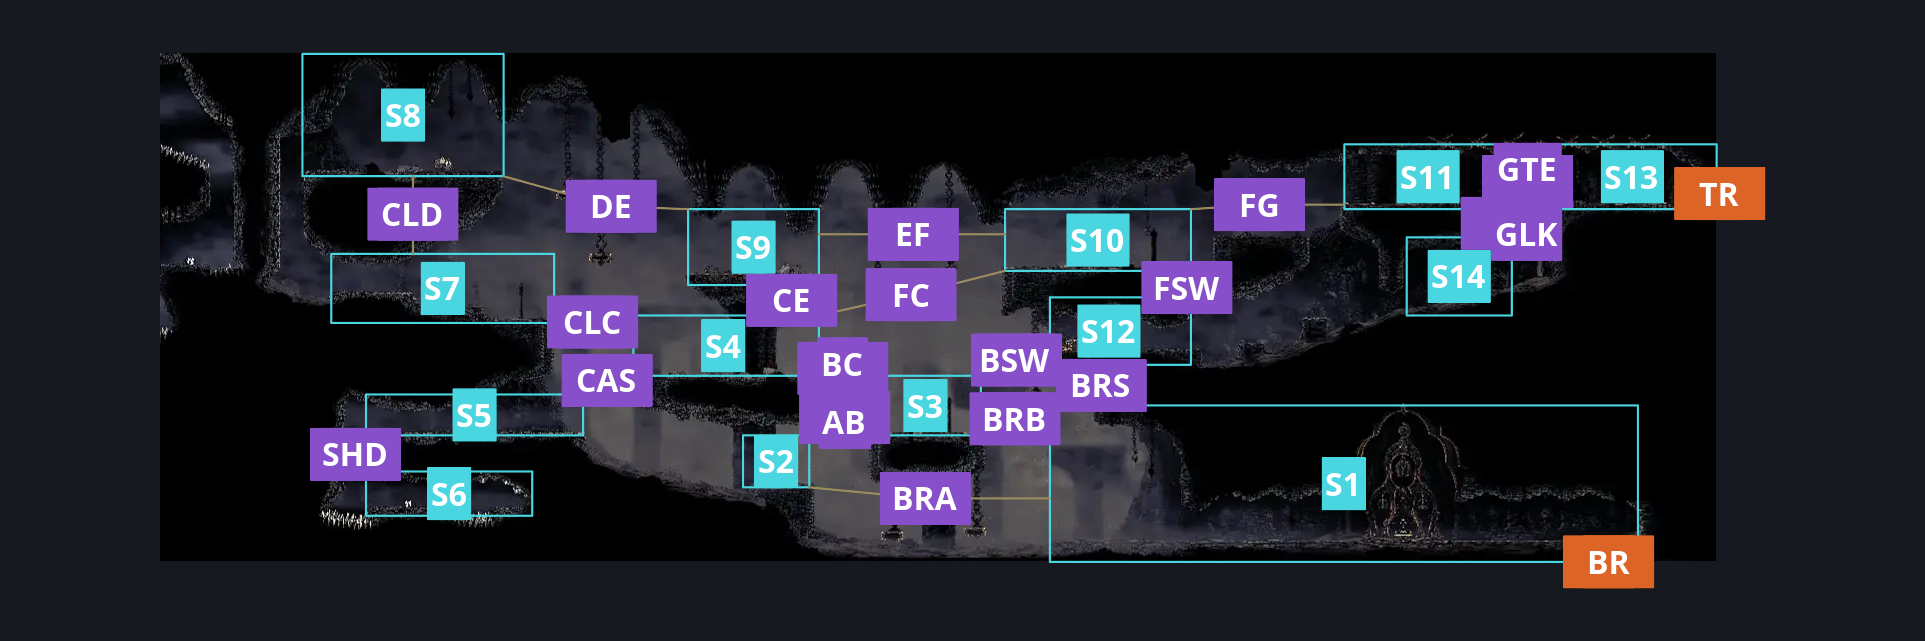 S8
CLD
DE
S9
EF
S10
FG
S11
GTE
S13
TR
GLK
S14
S7
CLC
CE
FC
FSW
S4
S12
CAS
BC
BSW
BRS
S5
S3
AB
BRB
SHD
S6
S2
BRA
S1
BR